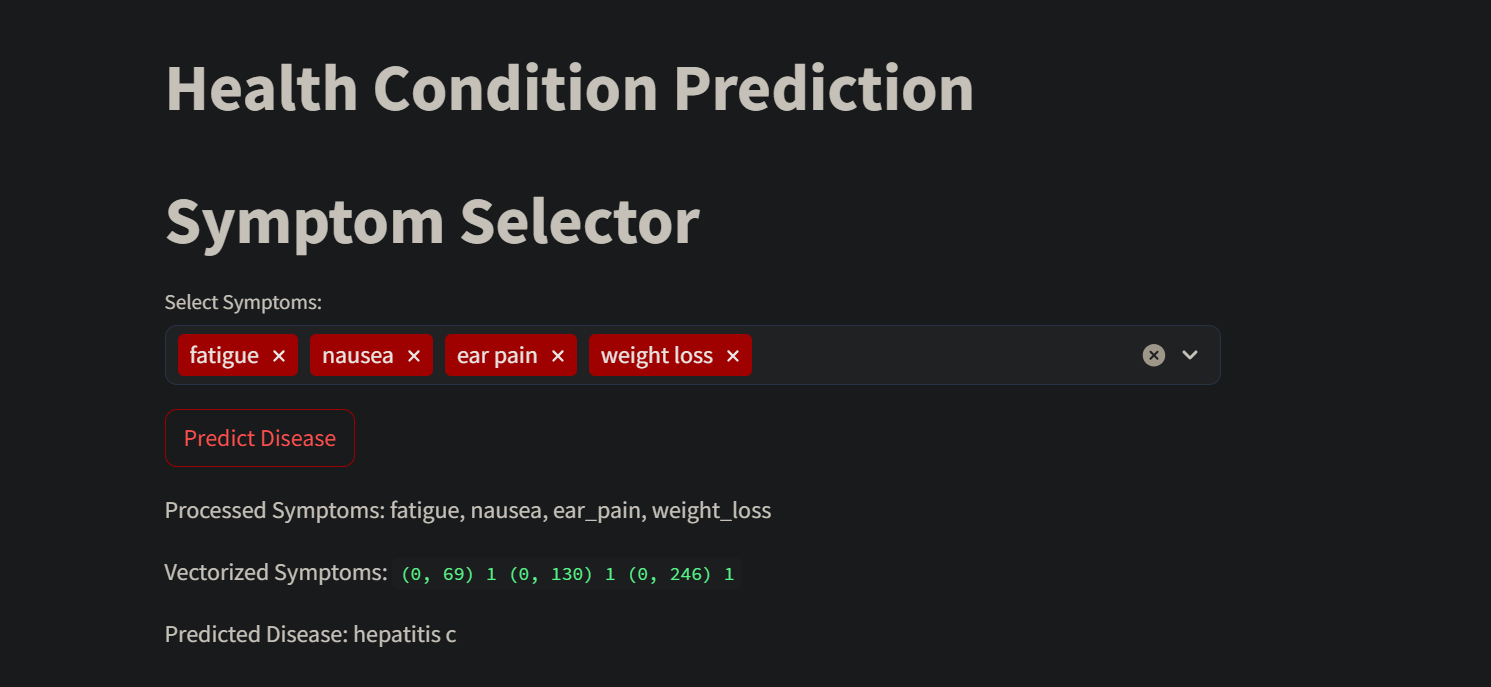 Health Condition Prediction
Symptom Selector
Select Symptoms:
fatigue × nausea × ear pain × weight loss ×
Predict Disease
Processed Symptoms: fatigue, nausea, ear_pain, weight_loss
Vectorized Symptoms: (0, 69) 1 (0, 130) 1 (0, 246) 1
Predicted Disease: hepatitis c